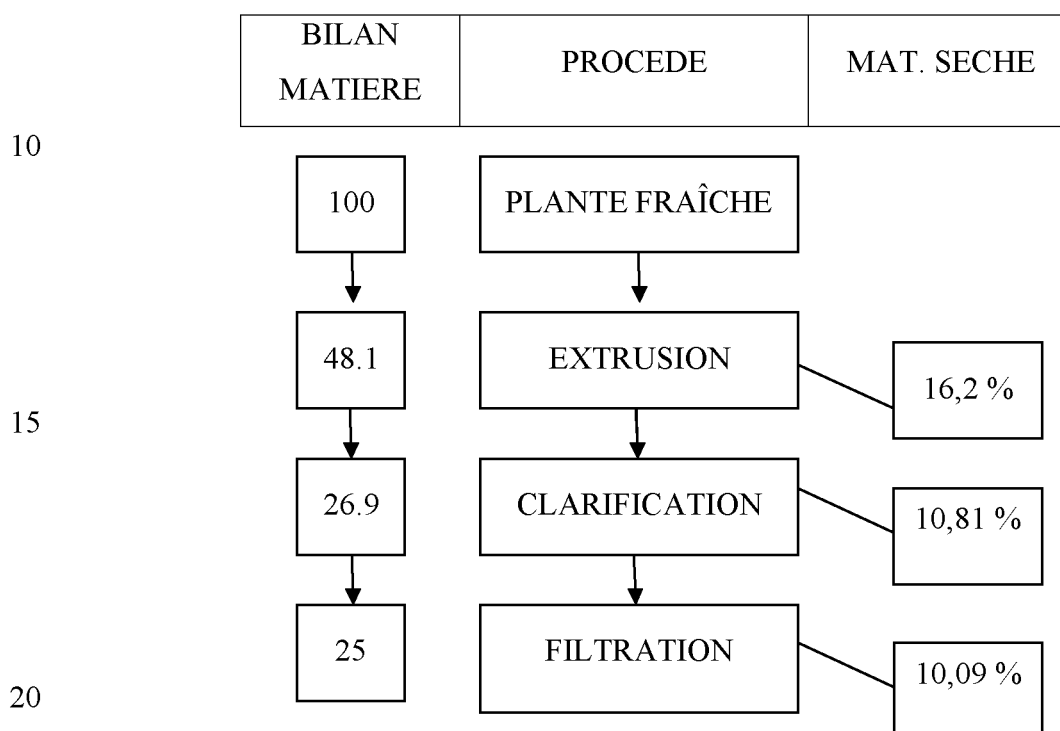 BILAN
MATIERE
PROCEDE
MAT. SECHE
10
100
PLANTE FRAÎCHE
48.1
EXTRUSION
16,2 %
15
26.9
CLARIFICATION
10,81 %
25
FILTRATION
10,09 %
20